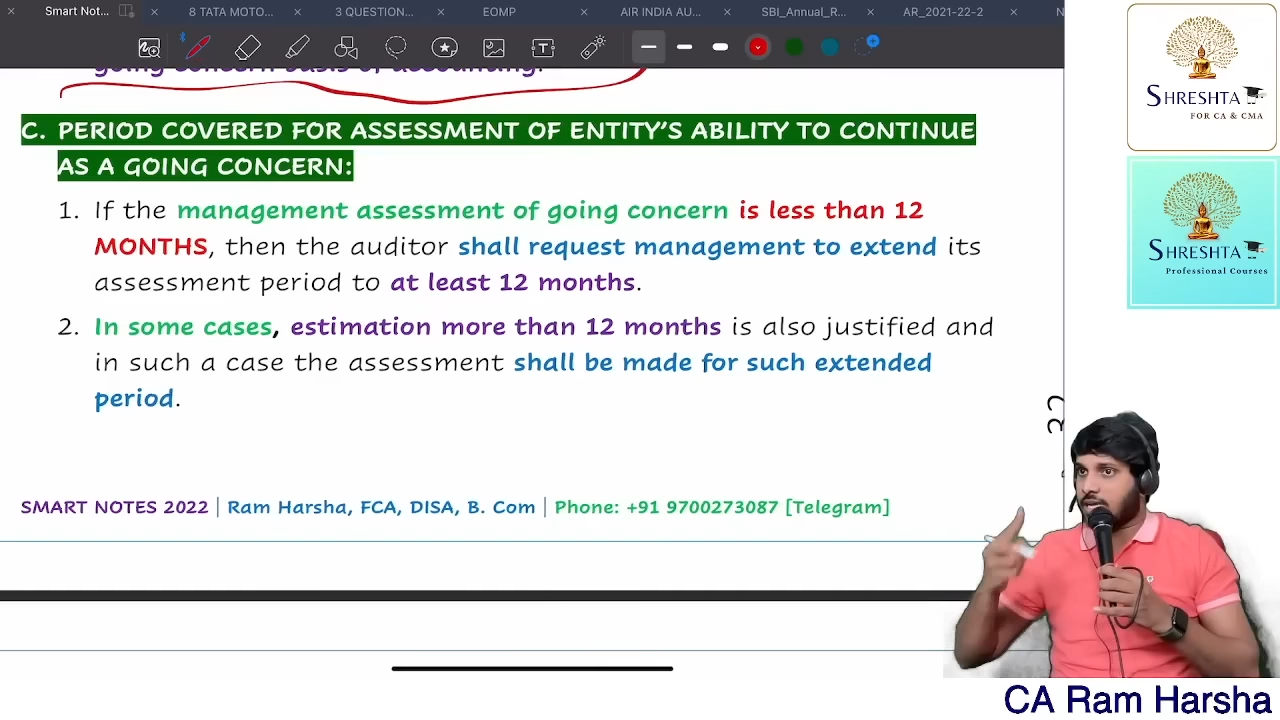 Smart Not...
8 TATA MOTO...
3 QUESTION...
EOMP
AIR INDIA AU...
SBI_Annual_R...
AR_2021-22-2
N
going concern basis of accounting.
C. PERIOD COVERED FOR ASSESSMENT OF ENTITY'S ABILITY TO CONTINUE
AS A GOING CONCERN:
1. If the management assessment of going concern is less than 12
MONTHS, then the auditor shall request management to extend its
assessment period to at least 12 months.
2. In some cases, estimation more than 12 months is also justified and
in such a case the assessment shall be made for such extended
period.
SMART NOTES 2022 | Ram Harsha, FCA, DISA, B. Com | Phone: +91 9700273087 [Telegram]
SHRESHTA
FOR CA & CMA
SHRESHTA
Professional Courses
CA Ram Harsha